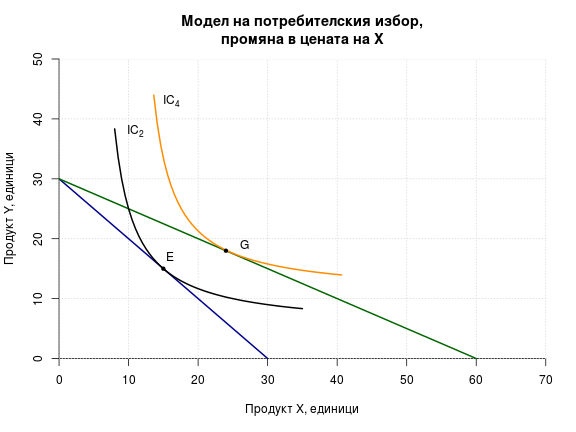 Модел на потребителския избор,
промяна в цената на X
Продукт Y, единици
50
40
30
20
10
0
IC4
IC2
G
E
0 10 20 30 40 50 60 70
Продукт X, единици